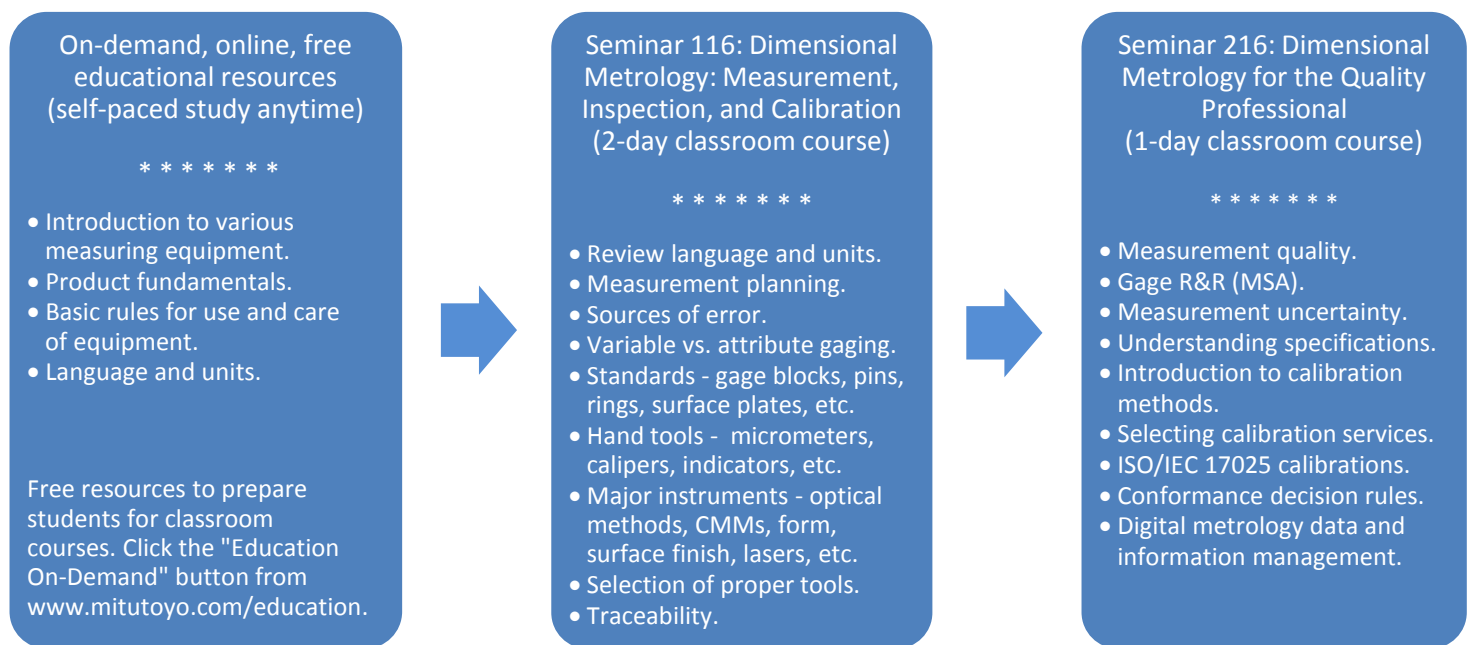 On-demand, online, free
educational resources
(self-paced study anytime)
* * * * * * *
• Introduction to various
measuring equipment.
• Product fundamentals.
• Basic rules for use and care
of equipment.
• Language and units.
Free resources to prepare
students for classroom
courses. Click the "Education
On-Demand" button from
www.mitutoyo.com/education.
Seminar 116: Dimensional
Metrology: Measurement,
Inspection, and Calibration
(2-day classroom course)
* * * * * * *
• Review language and units.
• Measurement planning.
• Sources of error.
• Variable vs. attribute gaging.
• Standards - gage blocks, pins,
rings, surface plates, etc.
• Hand tools - micrometers,
calipers, indicators, etc.
• Major instruments - optical
methods, CMMs, form,
surface finish, lasers, etc.
• Selection of proper tools.
• Traceability.
Seminar 216: Dimensional
Metrology for the Quality
Professional
(1-day classroom course)
* * * * * * *
• Measurement quality.
• Gage R&R (MSA).
• Measurement uncertainty.
• Understanding specifications.
• Introduction to calibration
methods.
• Selecting calibration services.
• ISO/IEC 17025 calibrations.
• Conformance decision rules.
• Digital metrology data and
information management.